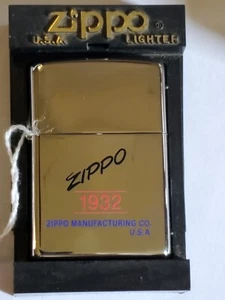 Zippo
U.S.A. LIGHTER
ZIPPO
1932
ZIPPO MANUFACTURING CO.
U.S.A